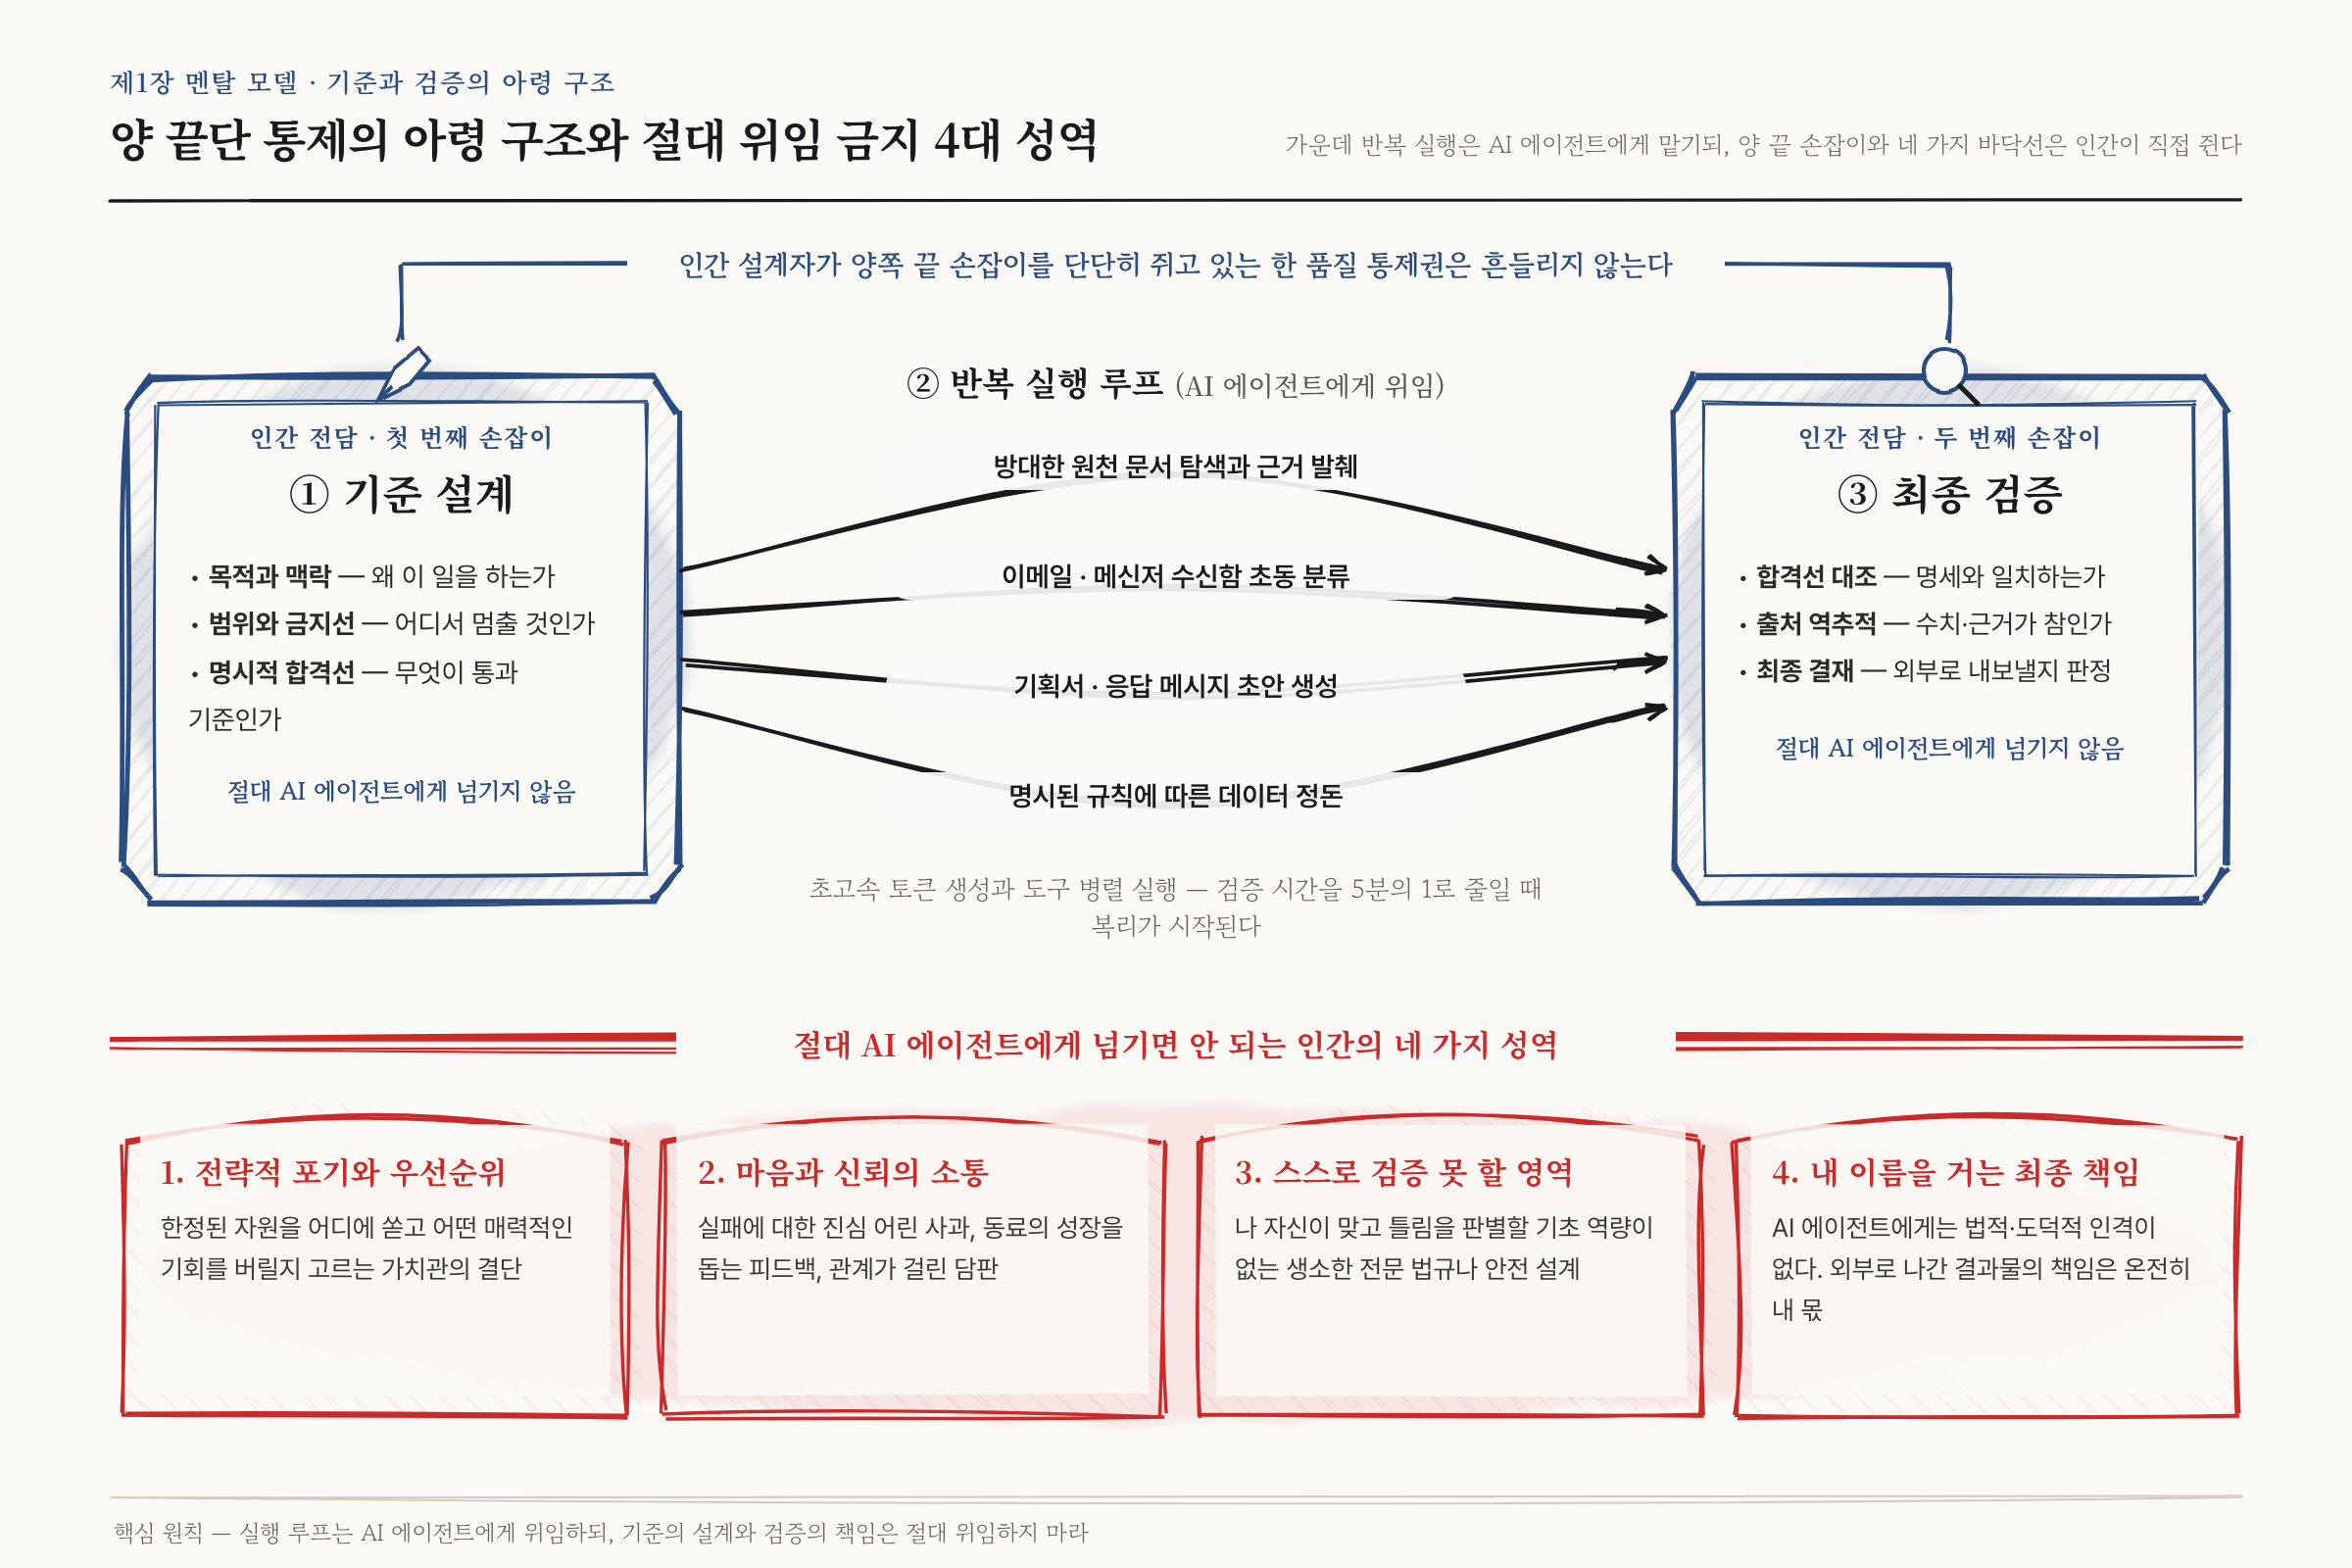 제1장 멘탈 모델 · 기준과 검증의 아령 구조
양 끝단 통제의 아령 구조와 절대 위임 금지 4대 성역
가운데 반복 실행은 AI 에이전트에게 맡기되, 양 끝 손잡이와 네 가지 바닥선은 인간이 직접 쥔다
인간 설계자가 양쪽 끝 손잡이를 단단히 쥐고 있는 한 품질 통제권은 흔들리지 않는다
인간 전담 · 첫 번째 손잡이
① 기준 설계
• 목적과 맥락 — 왜 이 일을 하는가
• 범위와 금지선 — 어디서 멈출 것인가
• 명시적 합격선 — 무엇이 통과
기준인가
절대 AI 에이전트에게 넘기지 않음
② 반복 실행 루프 (AI 에이전트에게 위임)
방대한 원천 문서 탐색과 근거 발췌
이메일 · 메신저 수신함 초동 분류
기획서 · 응답 메시지 초안 생성
명시된 규칙에 따른 데이터 정돈
초고속 토큰 생성과 도구 병렬 실행 — 검증 시간을 5분의 1로 줄일 때
복리가 시작된다
인간 전담 · 두 번째 손잡이
③ 최종 검증
• 합격선 대조 — 명세와 일치하는가
• 출처 역추적 — 수치·근거가 참인가
• 최종 결재 — 외부로 내보낼지 판정
절대 AI 에이전트에게 넘기지 않음
절대 AI 에이전트에게 넘기면 안 되는 인간의 네 가지 성역
1. 전략적 포기와 우선순위
한정된 자원을 어디에 쏟고 어떤 매력적인
기회를 버릴지 고르는 가치관의 결단
2. 마음과 신뢰의 소통
실패에 대한 진심 어린 사과, 동료의 성장을
돕는 피드백, 관계가 걸린 담판
3. 스스로 검증 못 할 영역
나 자신이 맞고 틀림을 판별할 기초 역량이
없는 생소한 전문 법규나 안전 설계
4. 내 이름을 거는 최종 책임
AI 에이전트에게는 법적·도덕적 인격이
없다. 외부로 나간 결과물의 책임은 온전히
내 몫
핵심 원칙 — 실행 루프는 AI 에이전트에게 위임하되, 기준의 설계와 검증의 책임은 절대 위임하지 마라